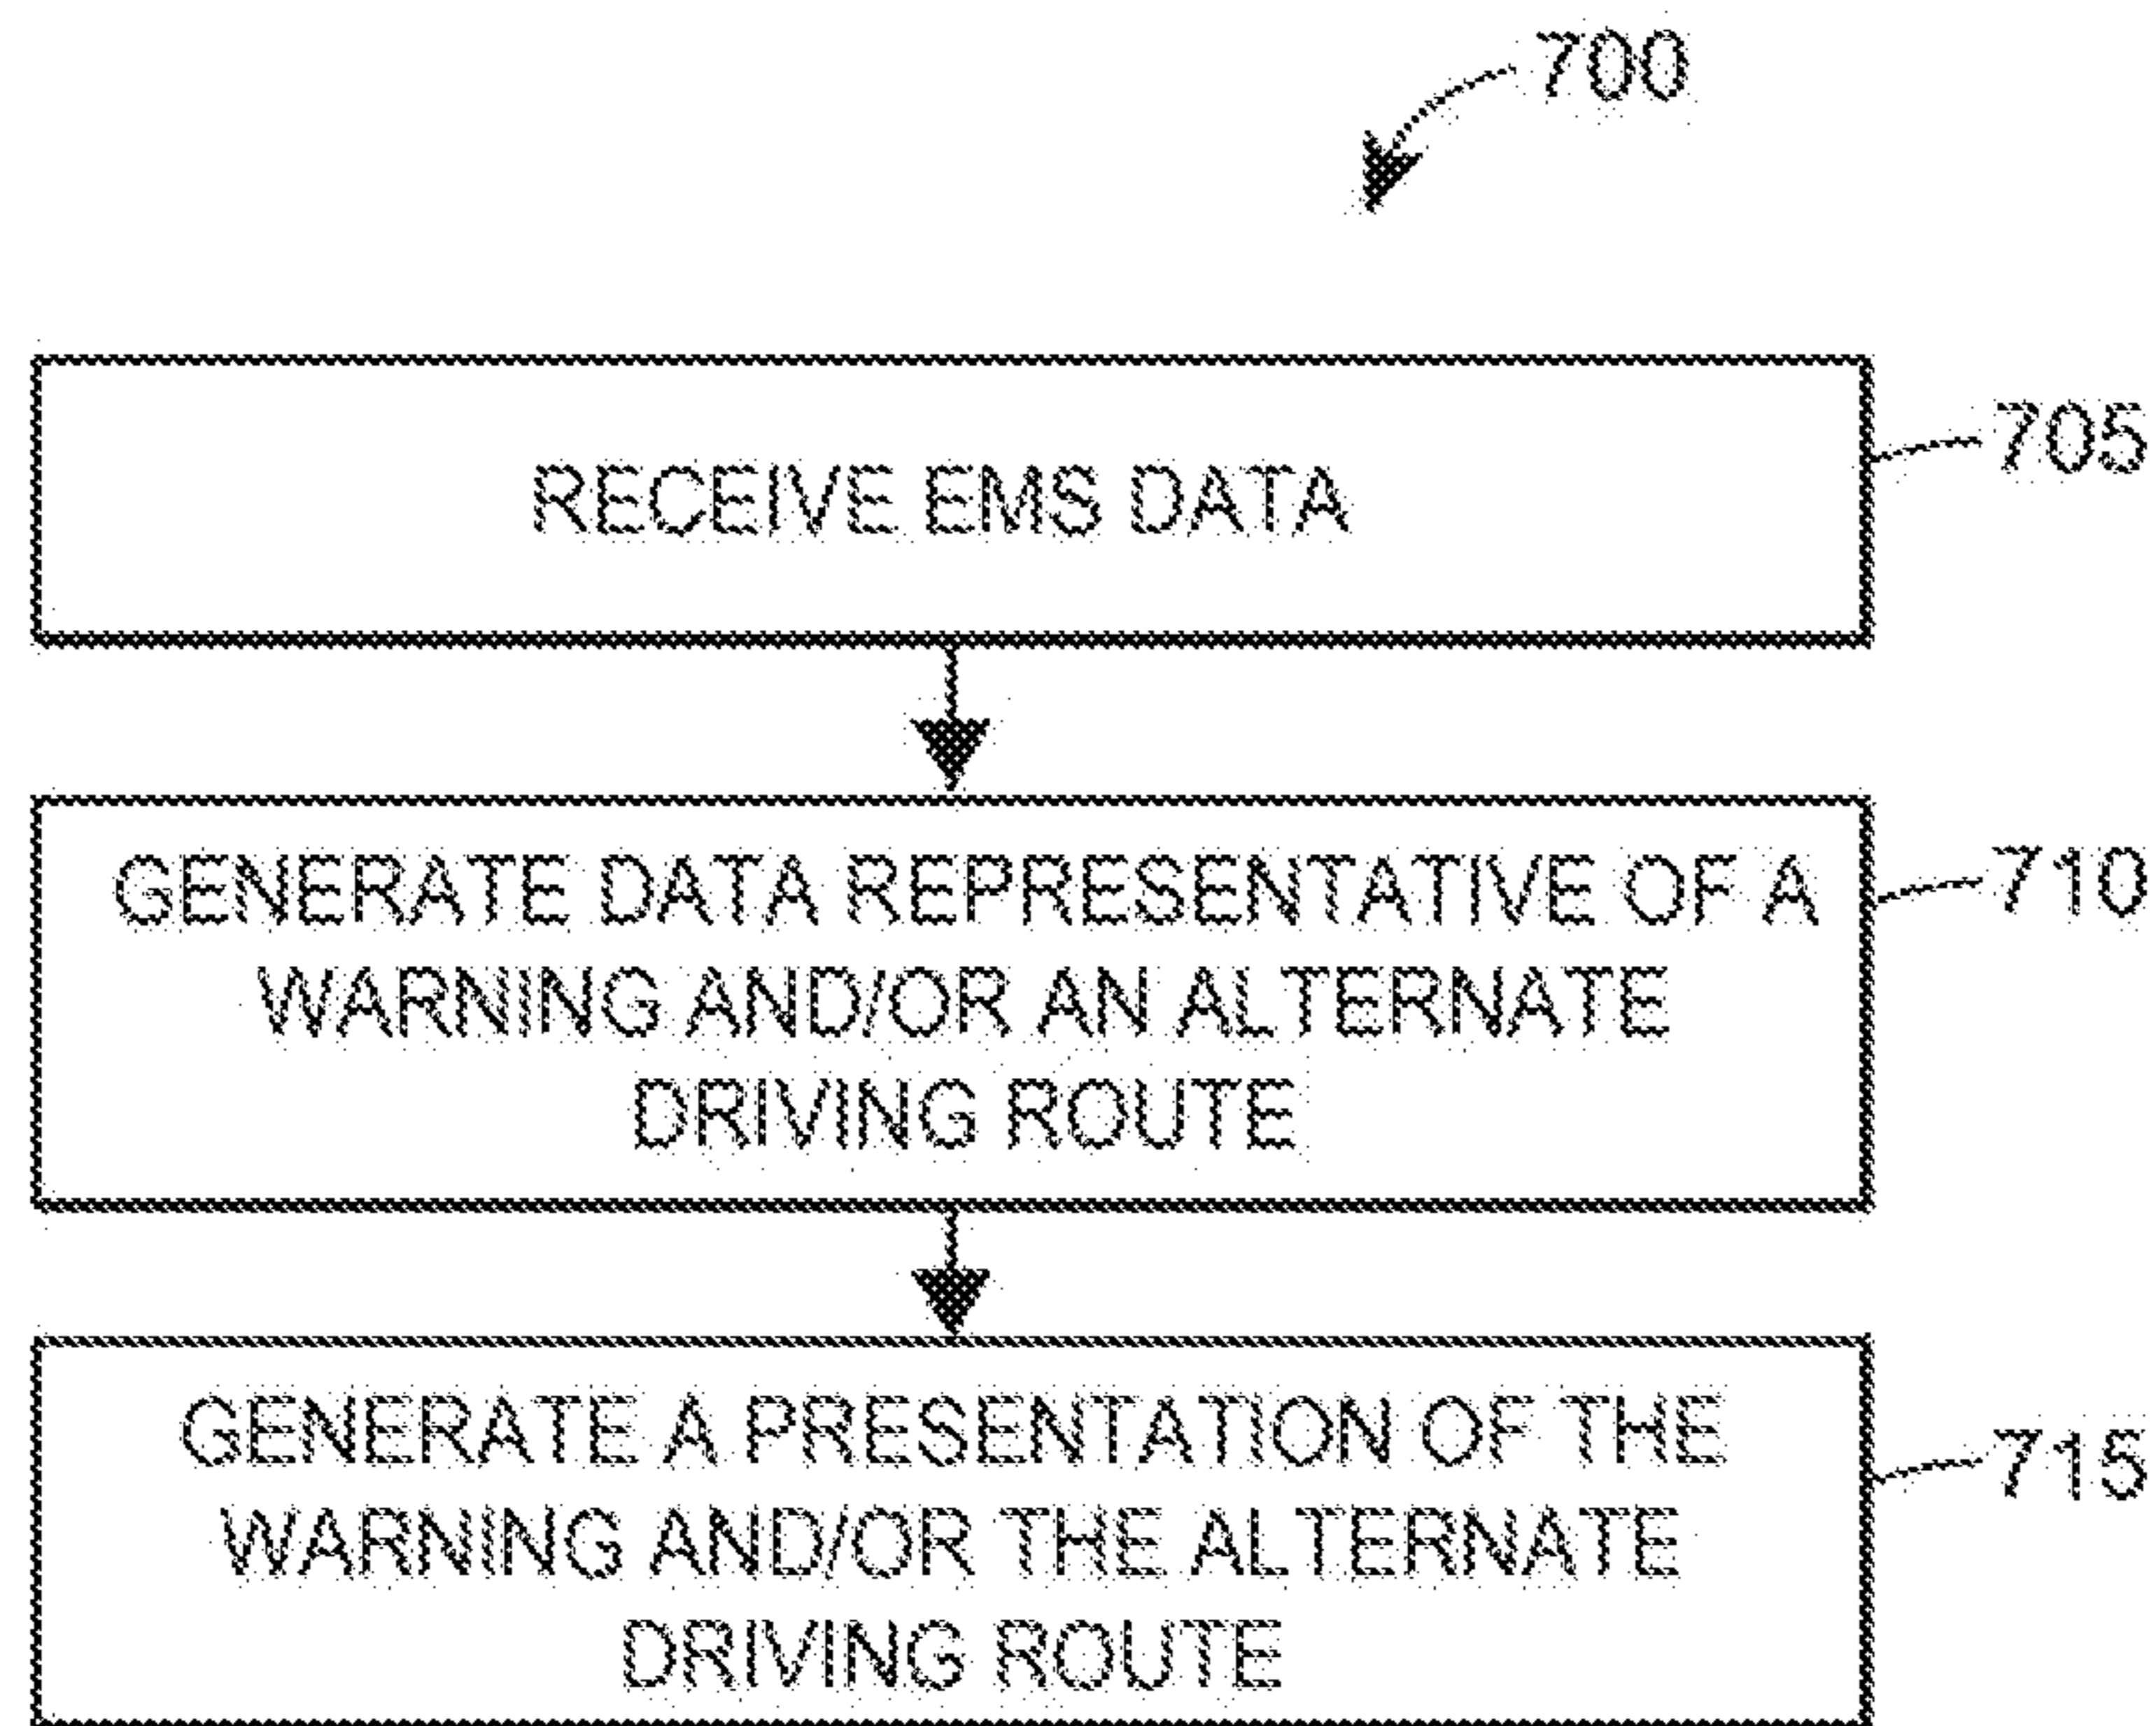 700
RECEIVE EMS DATA
705
GENERATE DATA REPRESENTATIVE OF A
WARNING AND/OR AN ALTERNATE
DRIVING ROUTE
710
GENERATE A PRESENTATION OF THE
WARNING AND/OR THE ALTERNATE
DRIVING ROUTE
715